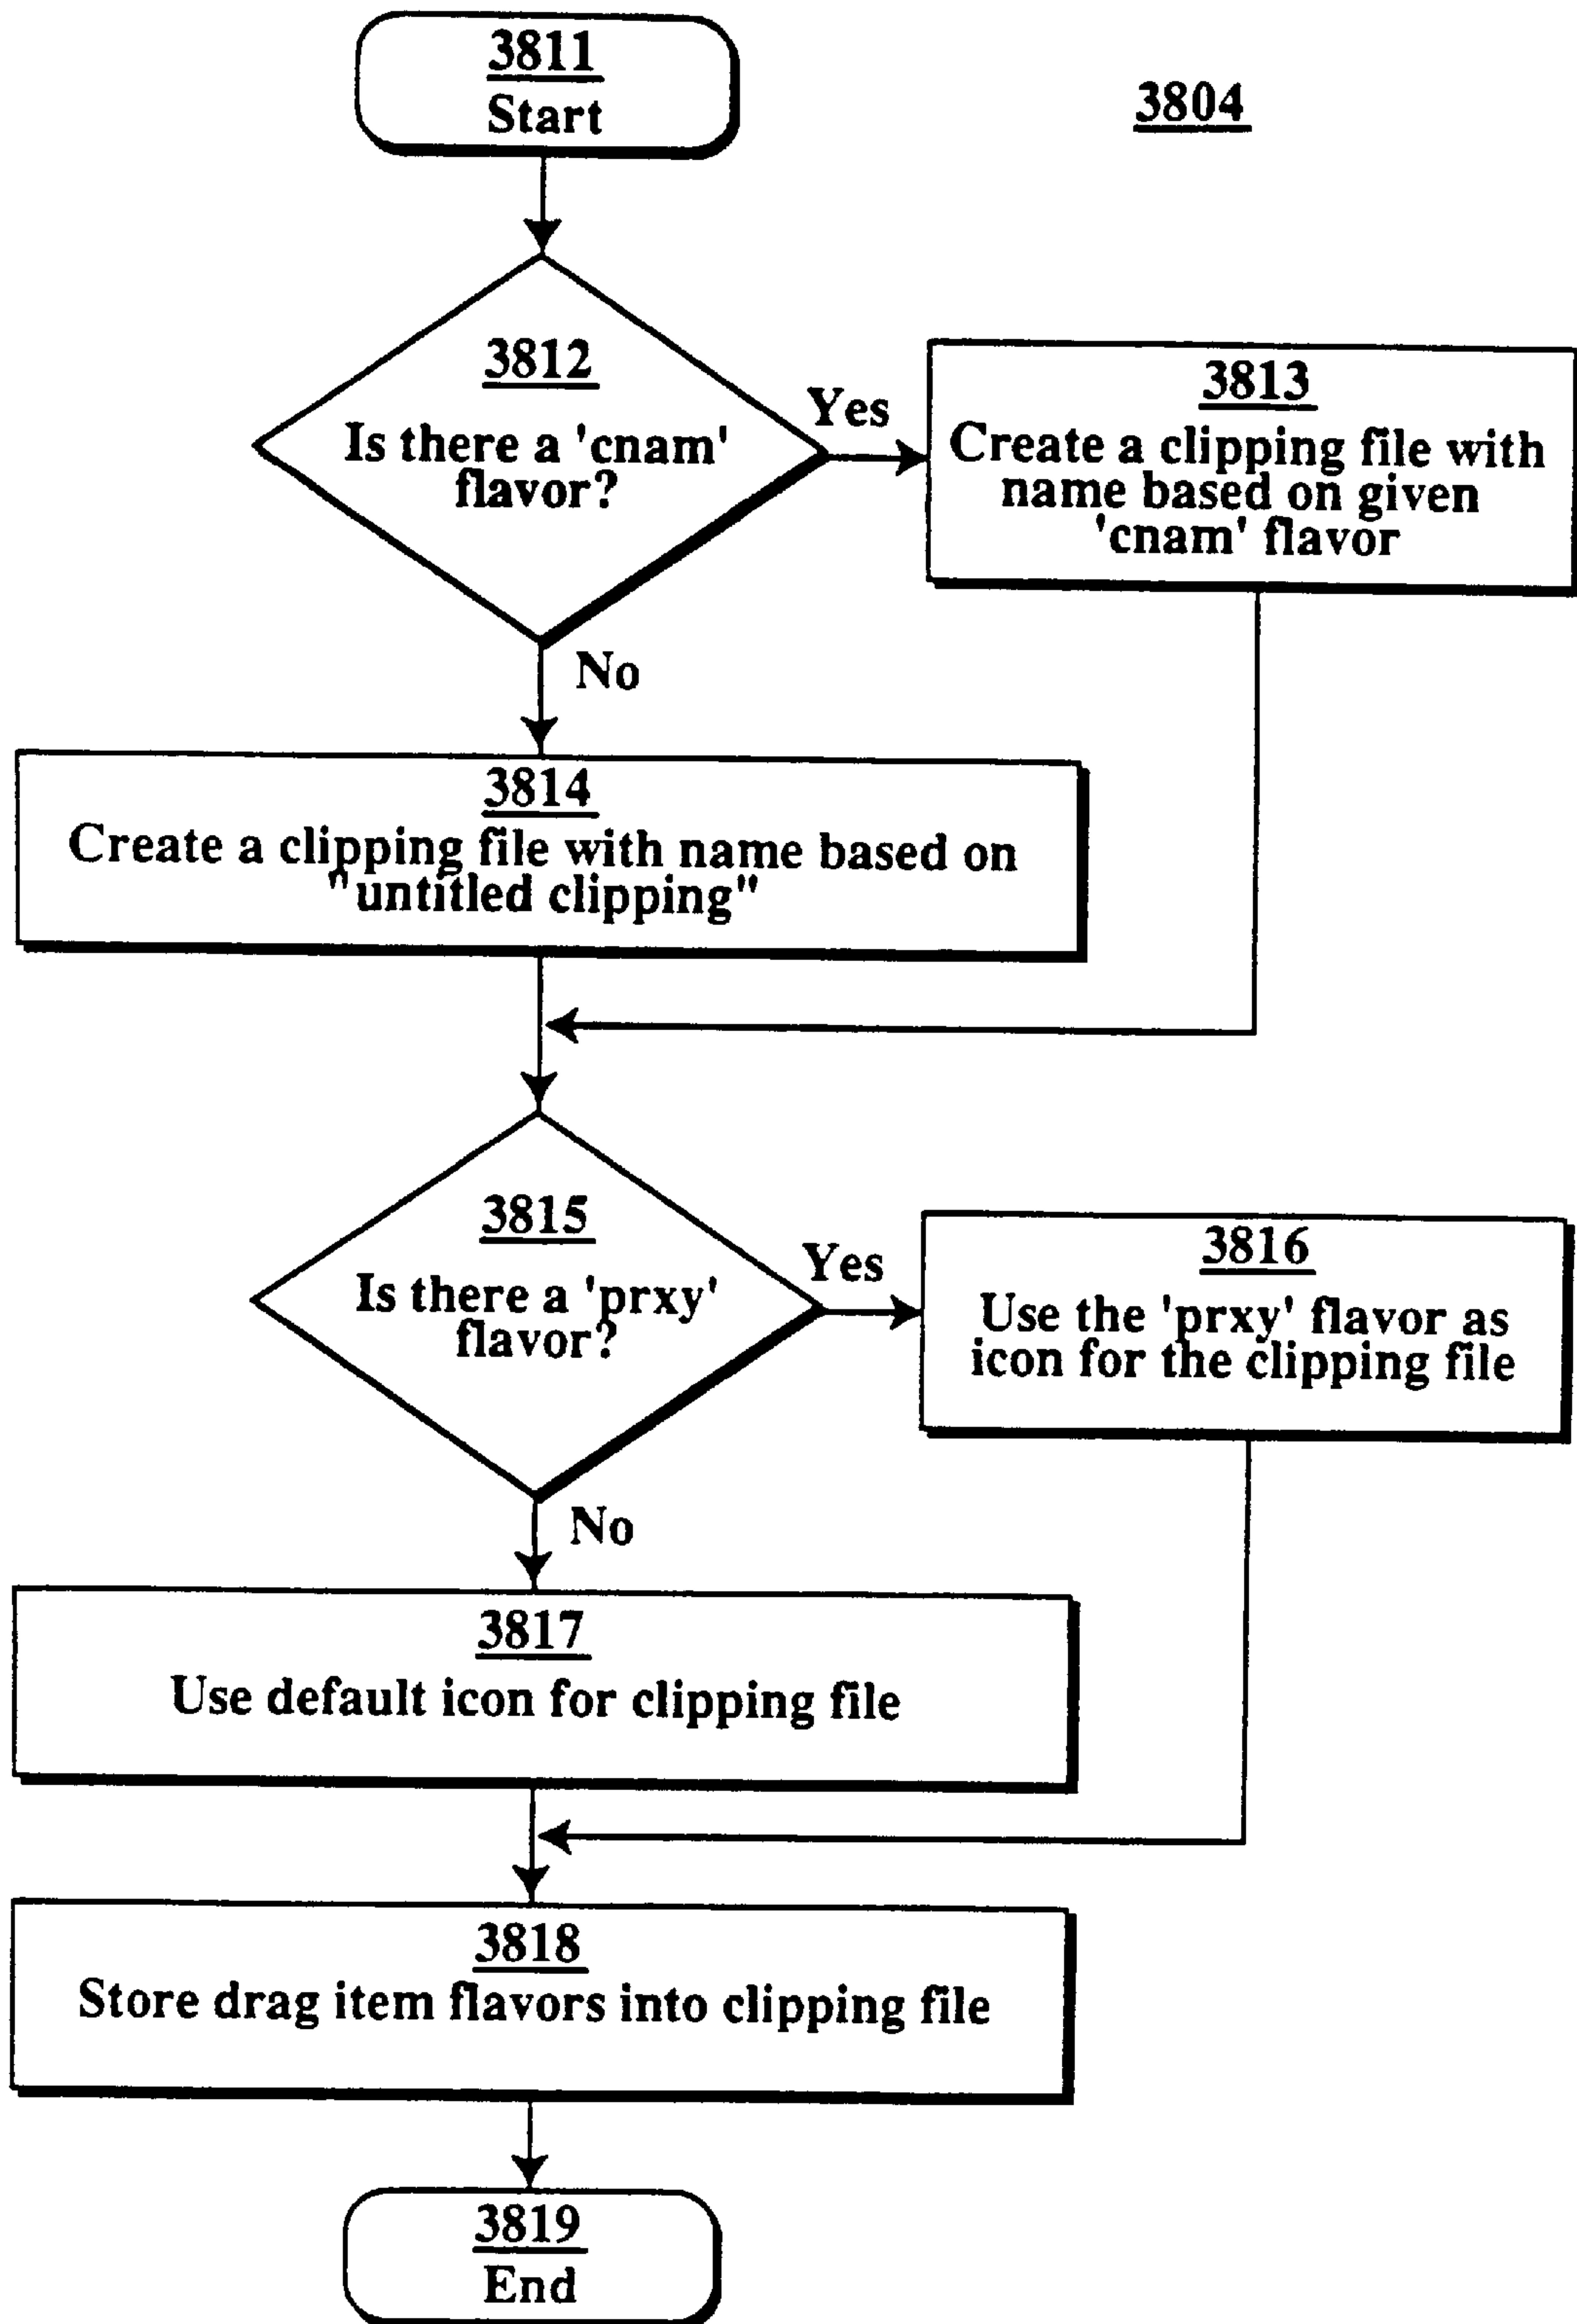 3811
Start
3804
3812
Is there a 'cnam'
flavor?
Yes
3813
Create a clipping file with
name based on given
'cnam' flavor
No
3814
Create a clipping file with name based on
"untitled clipping"
3815
Is there a 'prxy'
flavor?
Yes
3816
Use the 'prxy' flavor as
icon for the clipping file
No
3817
Use default icon for clipping file
3818
Store drag item flavors into clipping file
3819
End